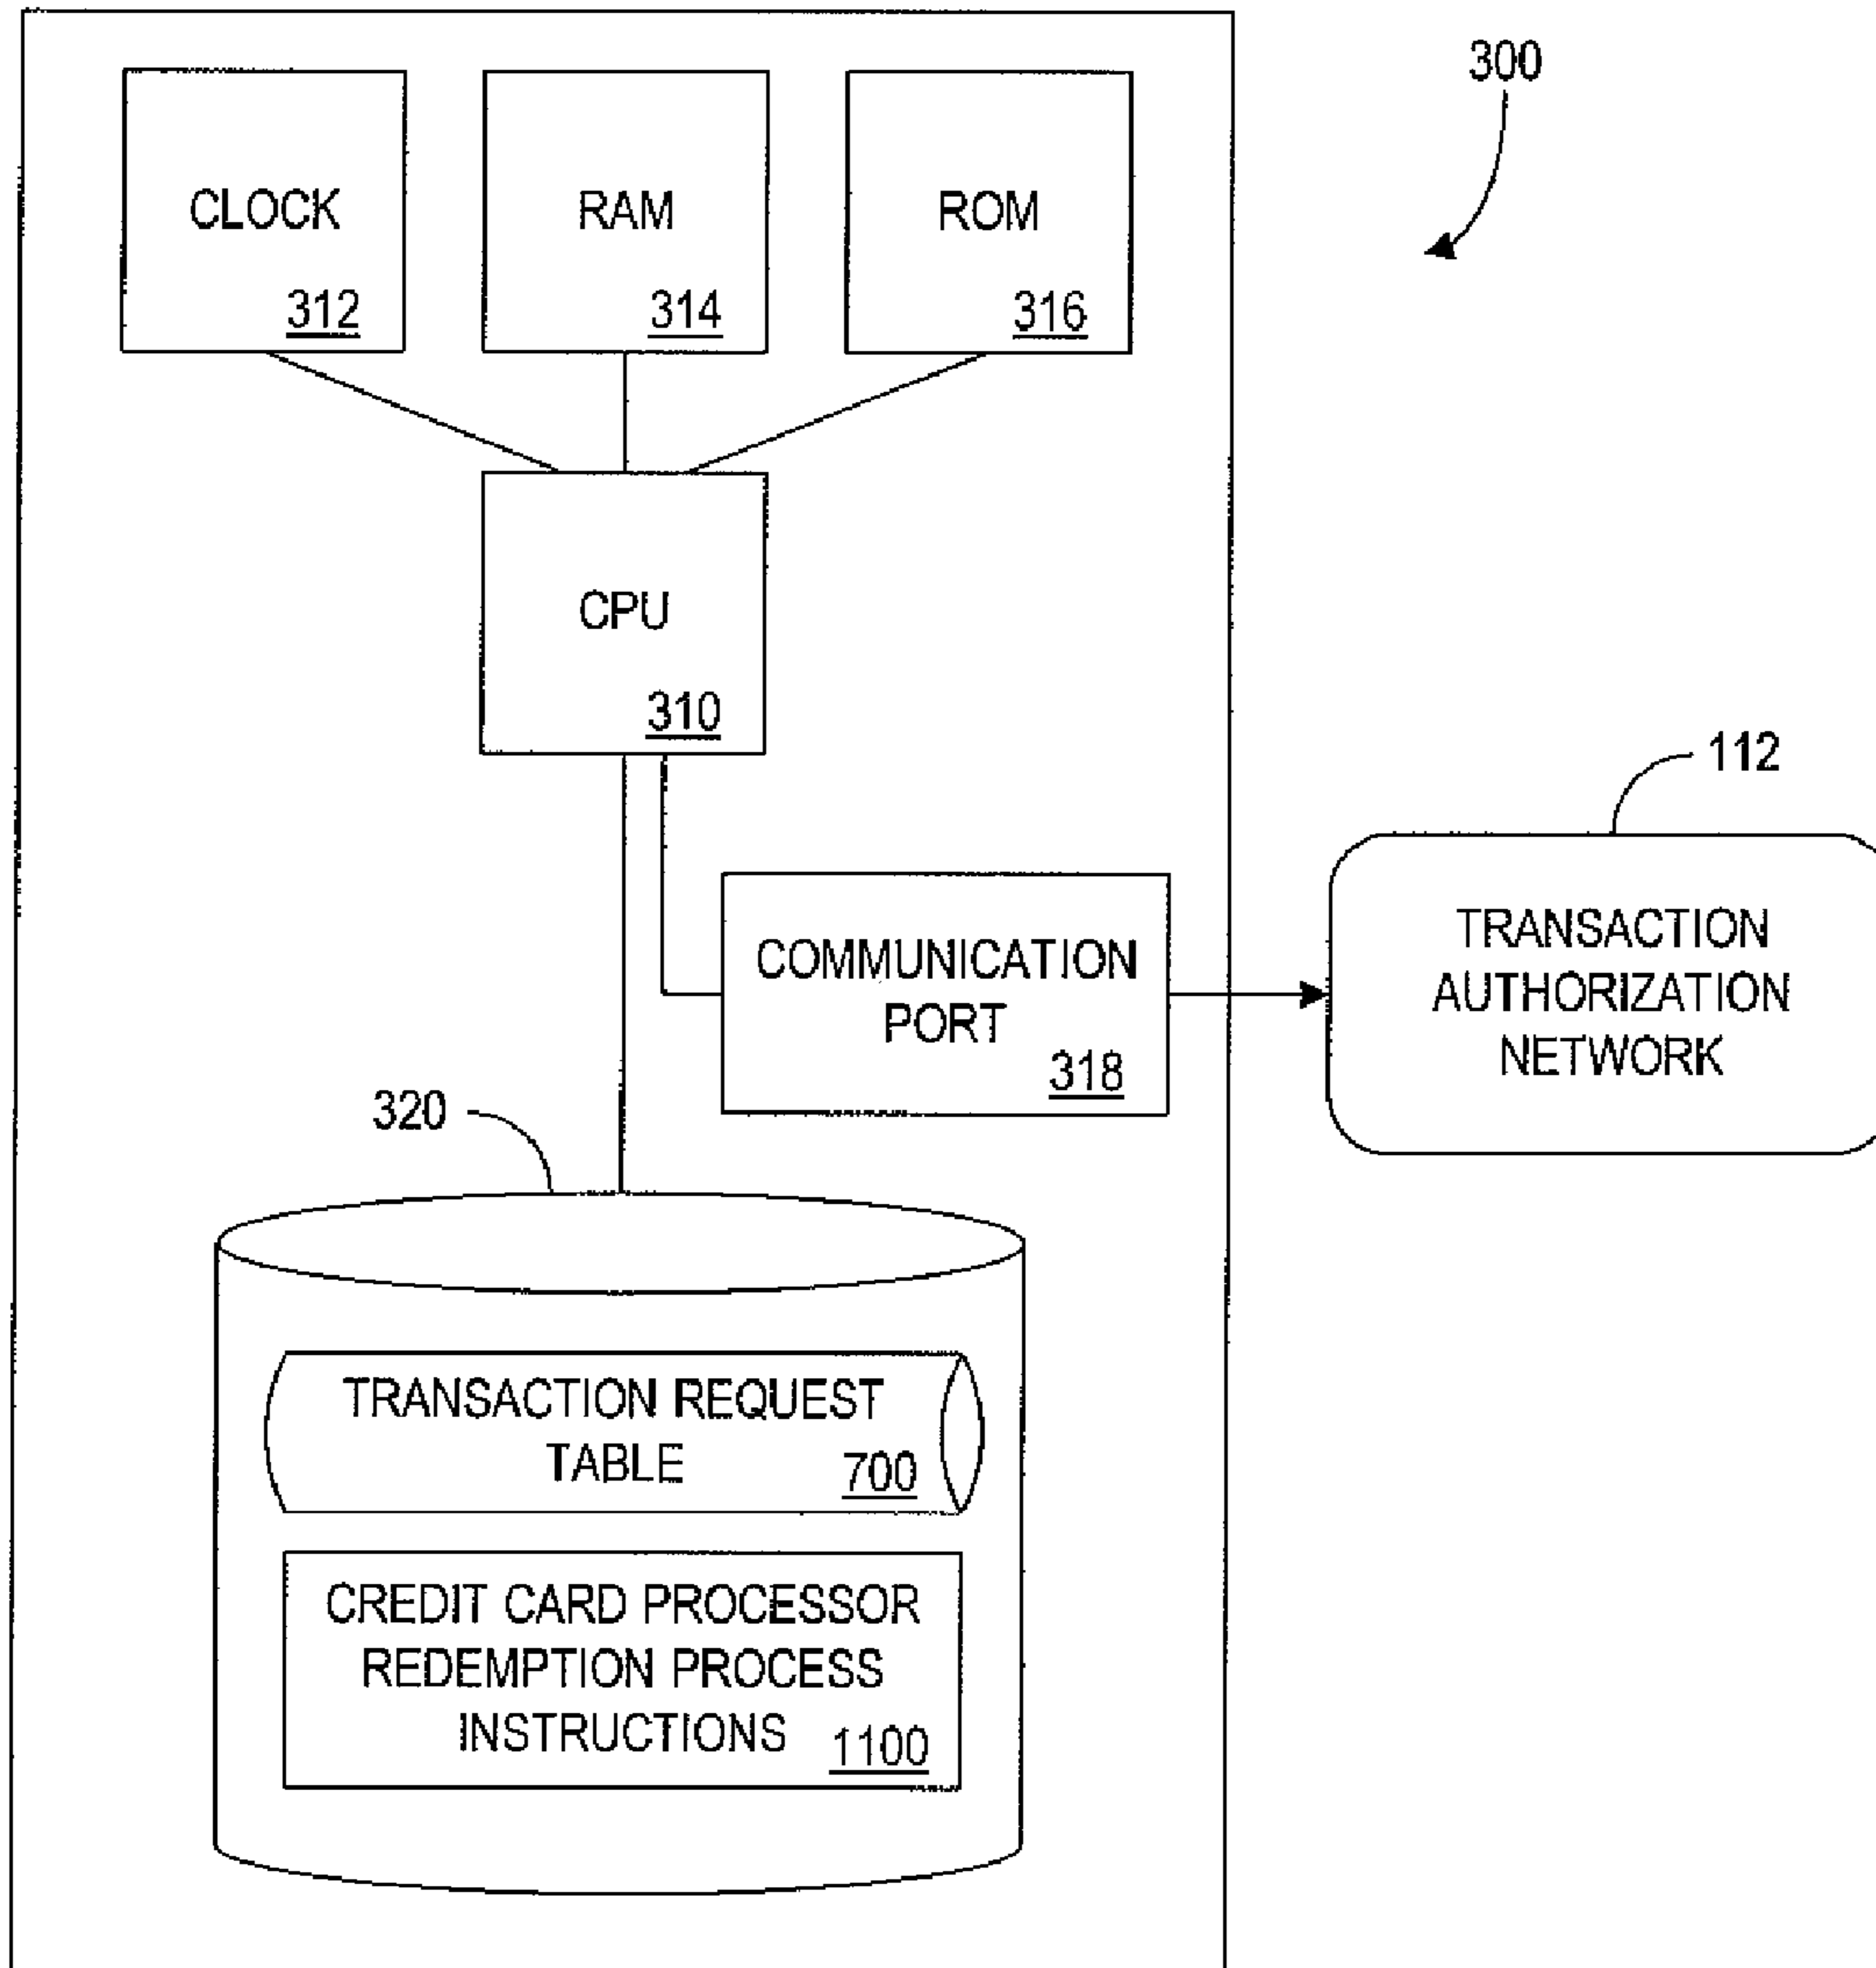 300
CLOCK
312
RAM
314
ROM
316
CPU
310
112
COMMUNICATION
PORT
318
TRANSACTION
AUTHORIZATION
NETWORK
320
TRANSACTION REQUEST
TABLE
700
CREDIT CARD PROCESSOR
REDEMPTION PROCESS
INSTRUCTIONS
1100